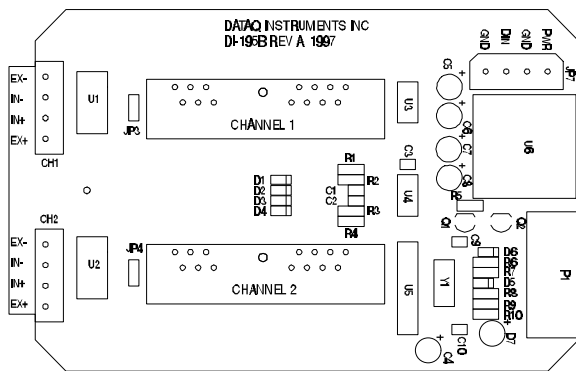 DATAQ INSTRUMENTS INC
DI-195B REV A 1997
GND
DIN
GND
PWR
JP7
C5
EX-
IN-
IN+
EX+
CH1
U1
JP3
CHANNEL 1
U3
C6
C7
C8
U6
C3
R1
R2
C1
C2
R3
R4
D1
D2
D3
D4
U4
R5
Q1
Q2
CH2
EX-
IN-
IN+
EX+
U2
JP4
CHANNEL 2
U5
Y1
C9
D6
R6
R7
D5
R8
R9
R10
P1
C10
D7
C4